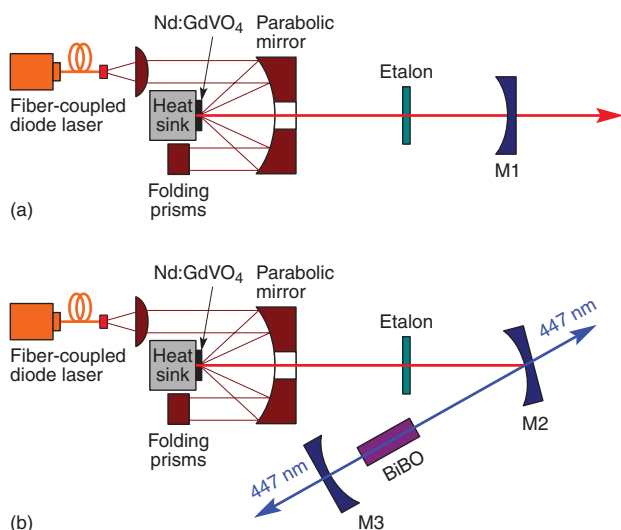 Nd:GdVO4
Parabolic
mirror
Fiber-coupled
diode laser
Heat
sink
Folding
prisms
Etalon
M1
(a)
Nd:GdVO4
Parabolic
mirror
Fiber-coupled
diode laser
Heat
sink
Folding
prisms
Etalon
447 nm
M2
BiBO
447 nm
M3
(b)